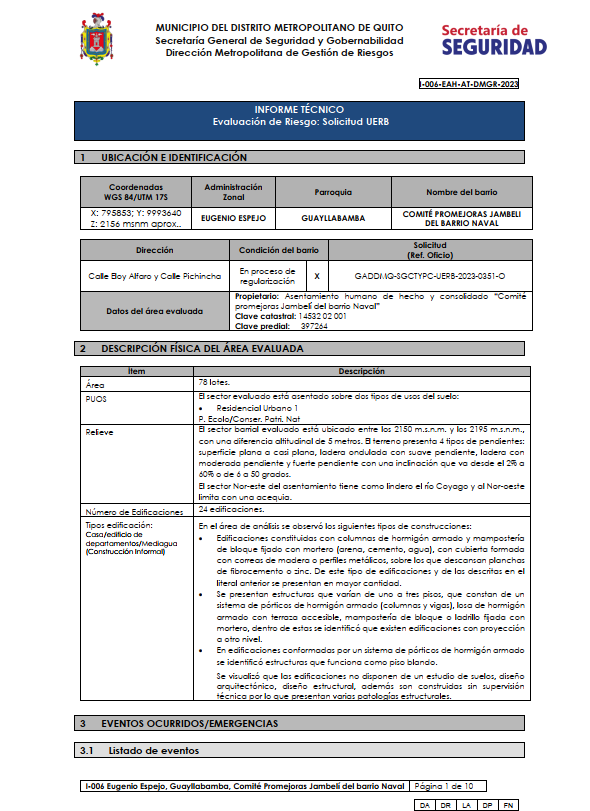 MUNICIPIO DEL DISTRITO METROPOLITANO DE QUITO
Secretaría General de Seguridad y Gobernabilidad
Dirección Metropolitana de Gestión de Riesgos
Secretaría de
SEGURIDAD
I-006-EAH-AT-DMGR-2023
INFORME TÉCNICO
Evaluación de Riesgo: Solicitud UERB
1 UBICACIÓN E IDENTIFICACIÓN
Coordenadas
WGS 84/UTM 17S
Administración
Zonal
Parroquia
Nombre del barrio
X: 795853; Y: 9993640
Z: 2156 msnm aprox..
EUGENIO ESPEJO
GUAYLLABAMBA
COMITÉ PROMEJORAS JAMBELI
DEL BARRIO NAVAL
Dirección
Condición del barrio
Solicitud
(Ref. Oficio)
Calle Eloy Alfaro y Calle Pichincha
En proceso de
regularización
X
GADDMQ-SGCTYPC-UERB-2023-0351-O
Datos del área evaluada
Propietario: Asentamiento humano de hecho y consolidado "Comité
promejoras Jambelí del barrio Naval"
Clave catastral: 14532 02 001
Clave predial: 397264
2 DESCRIPCIÓN FÍSICA DEL ÁREA EVALUADA
Ítem
Descripción
Área
78 lotes.
PUOS
El sector evaluado está asentado sobre dos tipos de usos del suelo:
• Residencial Urbano 1
P. Ecolo/Conser. Patri. Nat
Relieve
El sector barrial evaluado está ubicado entre los 2150 m.s.n.m. y los 2195 m.s.n.m.,
con una diferencia altitudinal de 5 metros. El terreno presenta 4 tipos de pendientes:
superficie plana a casi plana, ladera ondulada con suave pendiente, ladera con
moderada pendiente y fuerte pendiente con una inclinación que va desde el 2% a
60% o de 6 a 50 grados.
El sector Nor-este del asentamiento tiene como lindero el río Coyago y al Nor-oeste
limita con una acequia.
Número de Edificaciones
24 edificaciones.
Tipos edificación:
Casa/edificio de
departamentos/Mediagua
(Construcción Informal)
En el área de análisis se observó los siguientes tipos de construcciones:
• Edificaciones constituidas con columnas de hormigón armado y mampostería
de bloque fijado con mortero (arena, cemento, agua), con cubierta formada
con correas de madera o perfiles metálicos, sobre los que descansan planchas
de fibrocemento o zinc. De este tipo de edificaciones y de las descritas en el
literal anterior se presentan en mayor cantidad.
• Se presentan estructuras que varían de uno a tres pisos, que constan de un
sistema de pórticos de hormigón armado (columnas y vigas), losa de hormigón
armado con terraza accesible, mampostería de bloque o ladrillo fijada con
mortero, dentro de estas se identificó que existen edificaciones con proyección
a otro nivel.
• En edificaciones conformadas por un sistema de pórticos de hormigón armado
se identificó estructuras que funciona como piso blando.
Se visualizó que las edificaciones no disponen de un estudio de suelos, diseño
arquitectónico, diseño estructural, además son construidas sin supervisión
técnica por lo que presentan varias patologías estructurales.
3 EVENTOS OCURRIDOS/EMERGENCIAS
3.1 Listado de eventos
I-006 Eugenio Espejo, Guayllabamba, Comité Promejoras Jambelí del barrio Naval
Página 1 de 10
DA DR LA DP FN